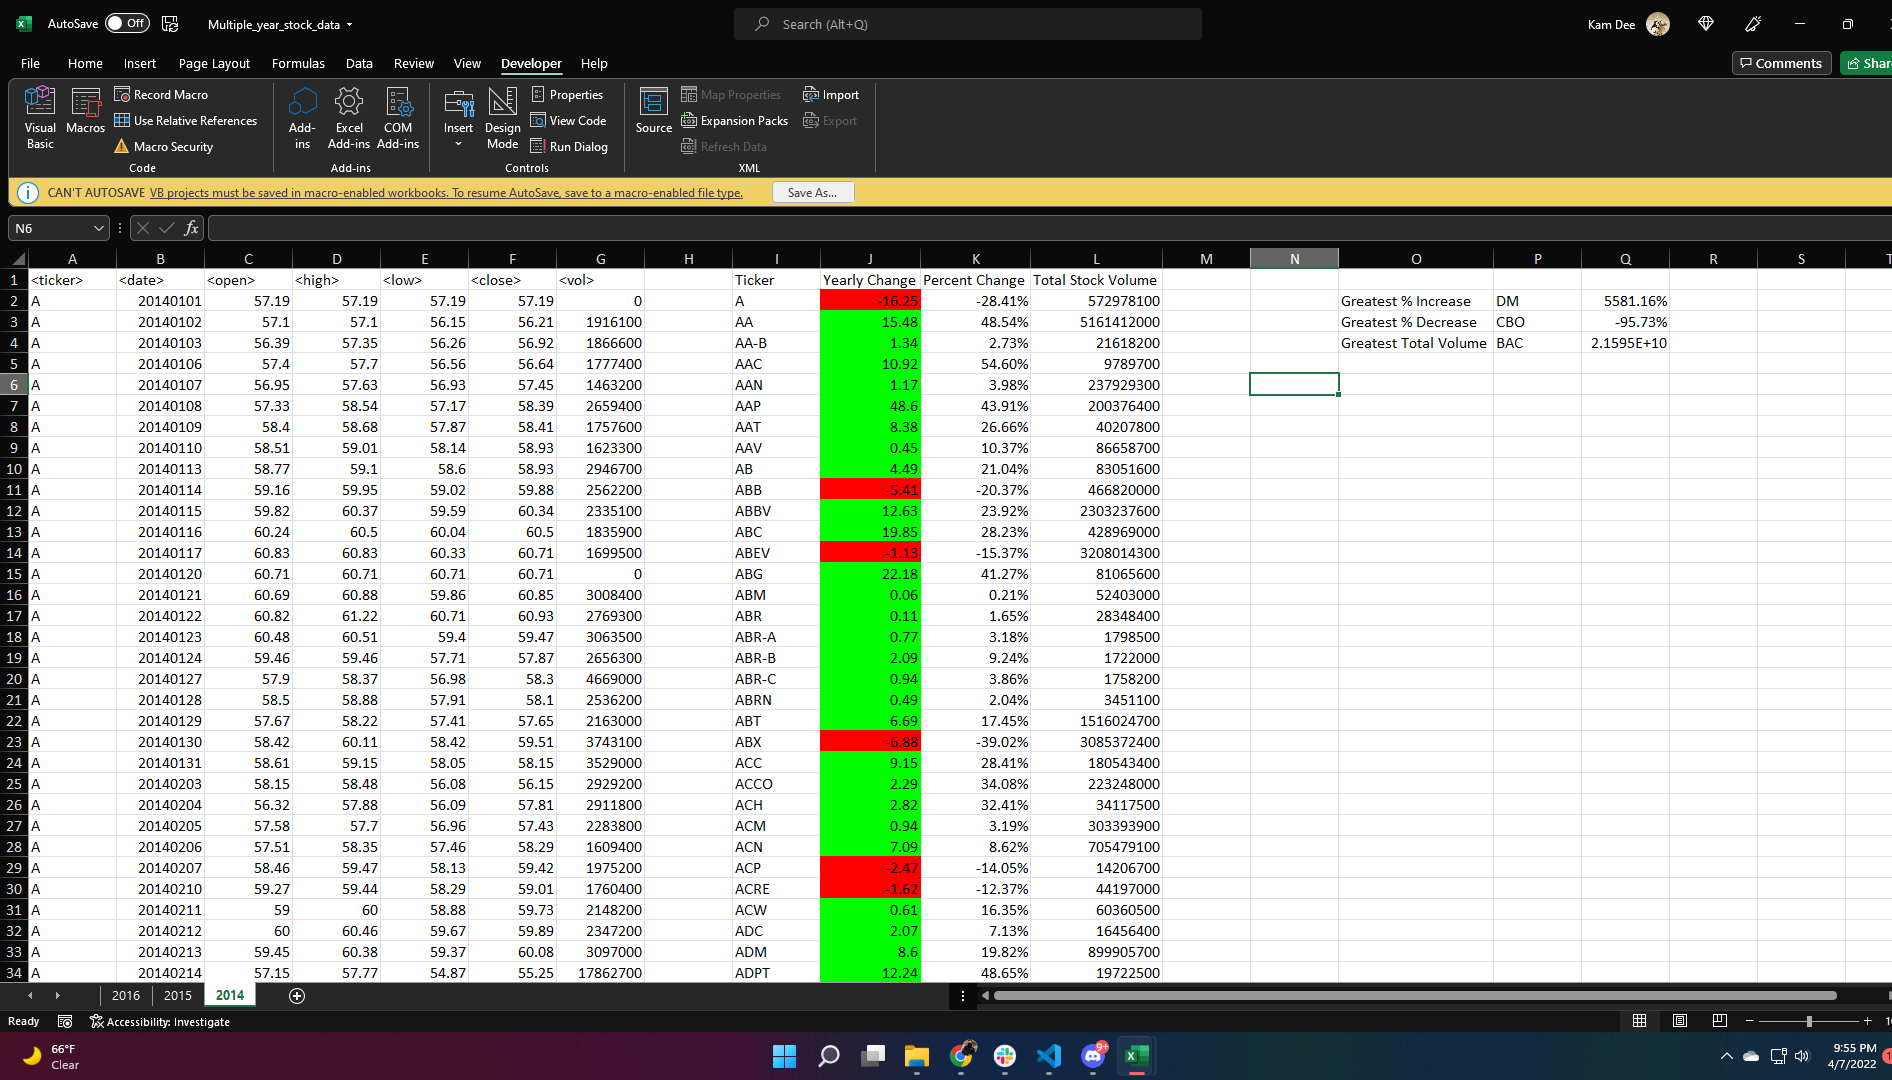 AutoSave Off Multiple_year_stock_data Search (Alt+Q) Kam Dee
File Home Insert Page Layout Formulas Data Review View Developer Help Comments Shar
Visual Basic Macros Record Macro Use Relative References Macro Security Code
Add-ins Excel Add-ins COM Add-ins Add-ins
Insert Design Mode Properties View Code Run Dialog Controls
Source Map Properties Expansion Packs Refresh Data Import Export XML
CAN'T AUTOSAVE VB projects must be saved in macro-enabled workbooks. To resume AutoSave, save to a macro-enabled file type. Save As...
N6 fx
A B C D E F G H I J K L M N O P Q R S T
1 <ticker> <date> <open> <high> <low> <close> <vol> Ticker Yearly Change Percent Change Total Stock Volume
2 A 20140101 57.19 57.19 57.19 57.19 0 A -16.25 -28.41% 572978100 Greatest % Increase DM 5581.16%
3 A 20140102 57.1 57.1 56.15 56.21 1916100 AA 15.48 48.54% 5161412000 Greatest % Decrease CBO -95.73%
4 A 20140103 56.39 57.35 56.26 56.92 1866600 AA-B 1.34 2.73% 21618200 Greatest Total Volume BAC 2.1595E+10
5 A 20140106 57.4 57.7 56.56 56.64 1777400 AAC 10.92 54.60% 9789700
6 A 20140107 56.95 57.63 56.93 57.45 1463200 AAN 1.17 3.98% 237929300
7 A 20140108 57.33 58.54 57.17 58.39 2659400 AAP 48.6 43.91% 200376400
8 A 20140109 58.4 58.68 57.87 58.41 1757600 AAT 8.38 26.66% 40207800
9 A 20140110 58.51 59.01 58.14 58.93 1623300 AAV 0.45 10.37% 86658700
10 A 20140113 58.77 59.1 58.6 58.93 2946700 AB 4.49 21.04% 83051600
11 A 20140114 59.16 59.95 59.02 59.88 2562200 ABB -5.41 -20.37% 466820000
12 A 20140115 59.82 60.37 59.59 60.34 2335100 ABBV 12.63 23.92% 2303237600
13 A 20140116 60.24 60.5 60.04 60.5 1835900 ABC 19.85 28.23% 428969000
14 A 20140117 60.83 60.83 60.33 60.71 1699500 ABEV -1.13 -15.37% 3208014300
15 A 20140120 60.71 60.71 60.71 60.71 0 ABG 22.18 41.27% 81065600
16 A 20140121 60.69 60.88 59.86 60.85 3008400 ABM 0.06 0.21% 52403000
17 A 20140122 60.82 61.22 60.71 60.93 2769300 ABR 0.11 1.65% 28348400
18 A 20140123 60.48 60.51 59.4 59.47 3063500 ABR-A 0.77 3.18% 1798500
19 A 20140124 59.46 59.46 57.71 57.87 2656300 ABR-B 2.09 9.24% 1722000
20 A 20140127 57.9 58.37 56.98 58.3 4669000 ABR-C 0.94 3.86% 1758200
21 A 20140128 58.5 58.88 57.91 58.1 2536200 ABRN 0.49 2.04% 3451100
22 A 20140129 57.67 58.22 57.41 57.65 2163000 ABT 6.69 17.45% 1516024700
23 A 20140130 58.42 60.11 58.42 59.51 3743100 ABX -6.88 -39.02% 3085372400
24 A 20140131 58.61 59.15 58.05 58.15 3529000 ACC 9.15 28.41% 180543400
25 A 20140203 58.15 58.48 56.08 56.15 2929200 ACCO 2.29 34.08% 223248000
26 A 20140204 56.32 57.88 56.09 57.81 2911800 ACH 2.82 32.41% 34117500
27 A 20140205 57.58 57.7 56.96 57.43 2283800 ACM 0.94 3.19% 303393900
28 A 20140206 57.51 58.35 57.46 58.29 1609400 ACN 7.09 8.62% 705479100
29 A 20140207 58.46 59.47 58.13 59.42 1975200 ACP -2.47 -14.05% 14206700
30 A 20140210 59.27 59.44 58.29 59.01 1760400 ACRE -1.62 -12.37% 44197000
31 A 20140211 59 60 58.88 59.73 2148200 ACW 0.61 16.35% 60360500
32 A 20140212 60 60.46 59.67 59.89 2347200 ADC 2.07 7.13% 16456400
33 A 20140213 59.45 60.38 59.37 60.08 3097000 ADM 8.6 19.82% 899905700
34 A 20140214 57.15 57.77 54.87 55.25 17862700 ADPT 12.24 48.65% 19722500
2016 2015 2014
Ready Accessibility: Investigate
66°F 9+ 9:55 PM
Clear 4/7/2022